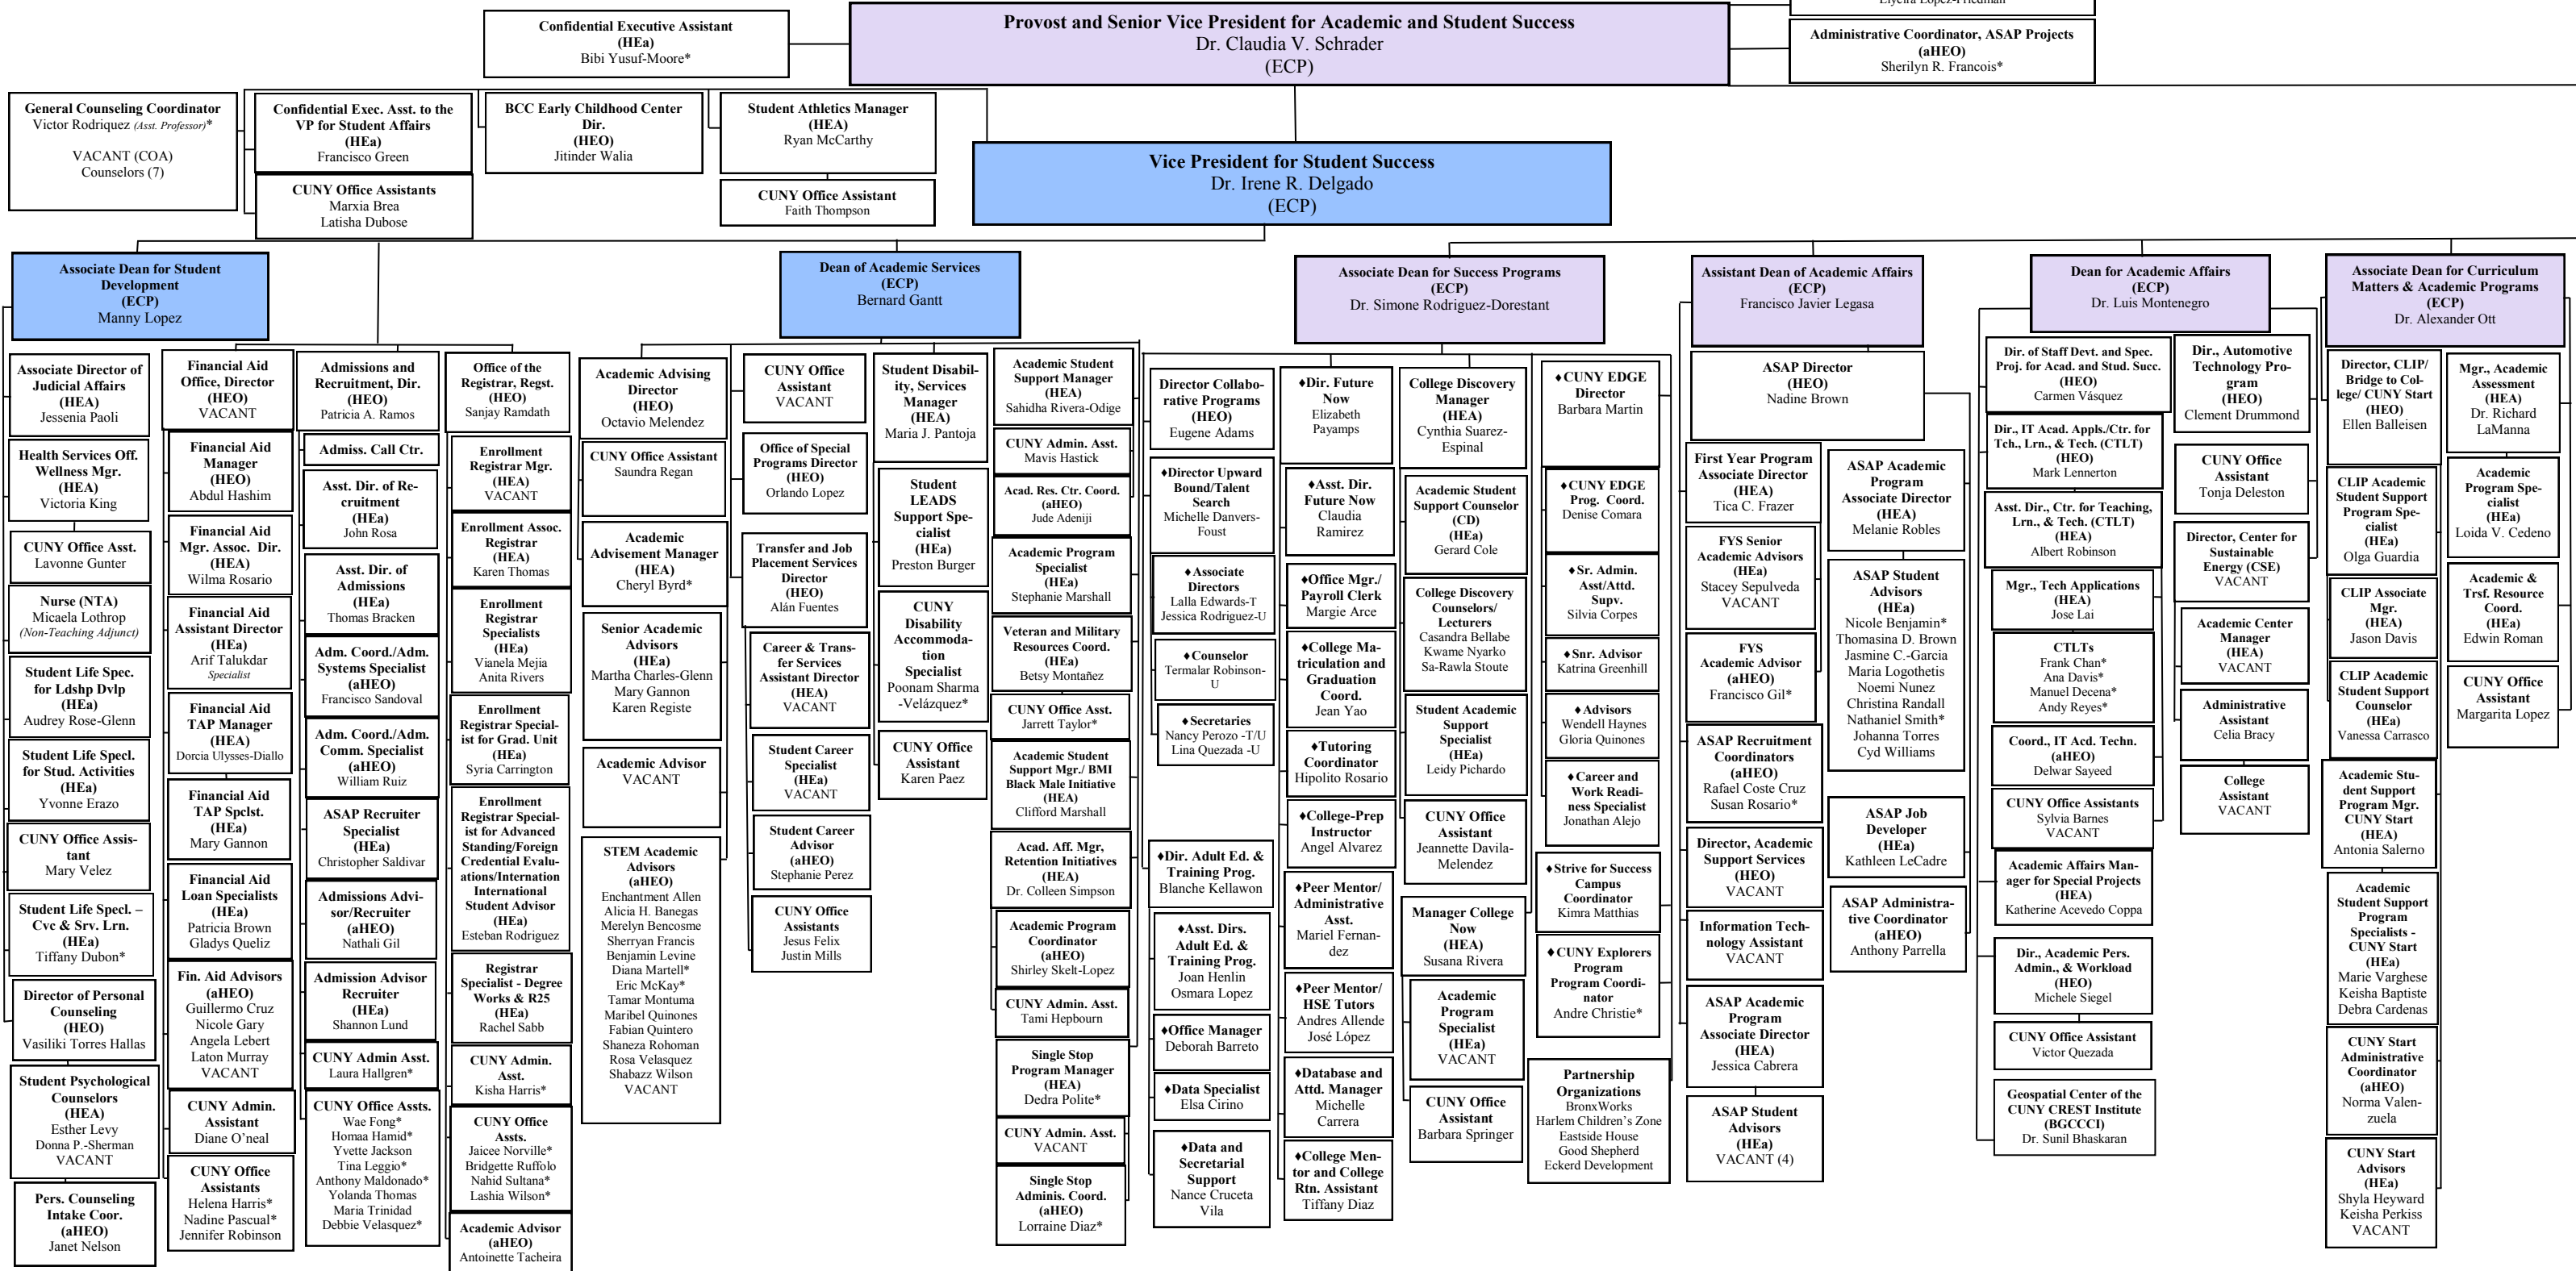 Provost and Senior Vice President for Academic and Student Success
Dr. Claudia V. Schrader
(ECP)
Confidential Executive Assistant
(HEa)
Bibi Yusuf-Moore*
Administrative Coordinator, ASAP Projects
(aHEO)
Sherilyn R. Francois*
General Counseling Coordinator
Victor Rodriquez (Asst. Professor)*
VACANT (COA)
Counselors (7)
Confidential Exec. Asst. to the
VP for Student Affairs
(HEa)
Francisco Green
CUNY Office Assistants
Marxia Brea
Latisha Dubose
BCC Early Childhood Center
Dir.
(HEO)
Jitinder Walia
Student Athletics Manager
(HEA)
Ryan McCarthy
CUNY Office Assistant
Faith Thompson
Vice President for Student Success
Dr. Irene R. Delgado
(ECP)
Associate Dean for Student
Development
(ECP)
Manny Lopez
Dean of Academic Services
(ECP)
Bernard Gantt
Associate Dean for Success Programs
(ECP)
Dr. Simone Rodriguez-Dorestant
Assistant Dean of Academic Affairs
(ECP)
Francisco Javier Legasa
Dean for Academic Affairs
(ECP)
Dr. Luis Montenegro
Associate Dean for Curriculum
Matters & Academic Programs
(ECP)
Dr. Alexander Ott
Associate Director of
Judicial Affairs
(HEA)
Jessenia Paoli
Health Services Off.
Wellness Mgr.
(HEA)
Victoria King
CUNY Office Asst.
Lavonne Gunter
Nurse (NTA)
Micaela Lothrop
(Non-Teaching Adjunct)
Student Life Spec.
for Ldshp Dvlp
(HEa)
Audrey Rose-Glenn
Student Life Specl.
for Stud. Activities
(HEa)
Yvonne Erazo
CUNY Office Assis-
tant
Mary Velez
Student Life Specl. –
Cvc & Srv. Lrn.
(HEa)
Tiffany Dubon*
Director of Personal
Counseling
(HEO)
Vasiliki Torres Hallas
Student Psychological
Counselors
(HEA)
Esther Levy
Donna P.-Sherman
VACANT
Pers. Counseling
Intake Coor.
(aHEO)
Janet Nelson
Financial Aid
Office, Director
(HEO)
VACANT
Financial Aid
Manager
(HEO)
Abdul Hashim
Financial Aid
Mgr. Assoc. Dir.
(HEA)
Wilma Rosario
Financial Aid
Assistant Director
(HEa)
Arif Talukdar
Specialist
Financial Aid
TAP Manager
(HEA)
Dorcia Ulysses-Diallo
Financial Aid
TAP Spclst.
(HEa)
Mary Gannon
Financial Aid
Loan Specialists
(HEa)
Patricia Brown
Gladys Queliz
Fin. Aid Advisors
(aHEO)
Guillermo Cruz
Nicole Gary
Angela Lebert
Laton Murray
VACANT
CUNY Admin.
Assistant
Diane O’neal
CUNY Office
Assistants
Helena Harris*
Nadine Pascual*
Jennifer Robinson
Admissions and
Recruitment, Dir.
(HEO)
Patricia A. Ramos
Admiss. Call Ctr.
Asst. Dir. of Re-
cruitment
(HEa)
John Rosa
Asst. Dir. of
Admissions
(HEa)
Thomas Bracken
Adm. Coord./Adm.
Systems Specialist
(aHEO)
Francisco Sandoval
Adm. Coord./Adm.
Comm. Specialist
(aHEO)
William Ruiz
ASAP Recruiter
Specialist
(HEa)
Christopher Saldivar
Admissions Advi-
sor/Recruiter
(aHEO)
Nathali Gil
Admission Advisor
Recruiter
(HEa)
Shannon Lund
CUNY Admin Asst.
Laura Hallgren*
CUNY Office Assts.
Wae Fong*
Homaa Hamid*
Yvette Jackson
Tina Leggio*
Anthony Maldonado*
Yolanda Thomas
Maria Trinidad
Debbie Velasquez*
Office of the
Registrar, Regst.
(HEO)
Sanjay Ramdath
Enrollment
Registrar Mgr.
(HEA)
VACANT
Enrollment Assoc.
Registrar
(HEA)
Karen Thomas
Enrollment
Registrar
Specialists
(HEa)
Vianela Mejia
Anita Rivers
Enrollment
Registrar Special-
ist for Grad. Unit
(HEa)
Syria Carrington
Enrollment
Registrar Special-
ist for Advanced
Standing/Foreign
Credential Evalu-
ations/Internation
International
Student Advisor
(HEa)
Esteban Rodriguez
Registrar
Specialist - Degree
Works & R25
(HEa)
Rachel Sabb
CUNY Admin.
Asst.
Kisha Harris*
CUNY Office
Assts.
Jaicee Norville*
Bridgette Ruffolo
Nahid Sultana*
Lashia Wilson*
Academic Advisor
(aHEO)
Antoinette Tacheira
Academic Advising
Director
(HEO)
Octavio Melendez
CUNY Office Assistant
Saundra Regan
Academic
Advisement Manager
(HEA)
Cheryl Byrd*
Senior Academic
Advisors
(HEa)
Martha Charles-Glenn
Mary Gannon
Karen Registe
Academic Advisor
VACANT
STEM Academic
Advisors
(aHEO)
Enchantment Allen
Alicia H. Banegas
Merelyn Bencosme
Sherryan Francis
Benjamin Levine
Diana Martell*
Eric McKay*
Tamar Montuma
Maribel Quinones
Fabian Quintero
Shaneza Rohoman
Rosa Velasquez
Shabazz Wilson
VACANT
CUNY Office
Assistant
VACANT
Office of Special
Programs Director
(HEO)
Orlando Lopez
Transfer and Job
Placement Services
Director
(HEO)
Alán Fuentes
Career & Trans-
fer Services
Assistant Director
(HEA)
VACANT
Student Career
Specialist
(HEa)
VACANT
Student Career
Advisor
(aHEO)
Stephanie Perez
CUNY Office
Assistants
Jesus Felix
Justin Mills
Student Disabil-
ity, Services
Manager
(HEA)
Maria J. Pantoja
Student
LEADS
Support Spe-
cialist
(HEa)
Preston Burger
CUNY
Disability
Accommoda-
tion
Specialist
Poonam Sharma
-Velázquez*
CUNY Office
Assistant
Karen Paez
Academic Student
Support Manager
(HEA)
Sahidha Rivera-Odige
CUNY Admin. Asst.
Mavis Hastick
Acad. Res. Ctr. Coord.
(aHEO)
Jude Adeniji
Academic Program
Specialist
(HEa)
Stephanie Marshall
Veteran and Military
Resources Coord.
(HEa)
Betsy Montañez
CUNY Office Asst.
Jarrett Taylor*
Academic Student
Support Mgr./ BMI
Black Male Initiative
(HEA)
Clifford Marshall
Acad. Aff. Mgr,
Retention Initiatives
(HEA)
Dr. Colleen Simpson
Academic Program
Coordinator
(aHEO)
Shirley Skelt-Lopez
CUNY Admin. Asst.
Tami Hepbourn
Single Stop
Program Manager
(HEA)
Dedra Polite*
CUNY Admin. Asst.
VACANT
Single Stop
Adminis. Coord.
(aHEO)
Lorraine Diaz*
Director Collabo-
rative Programs
(HEO)
Eugene Adams
♦Director Upward
Bound/Talent
Search
Michelle Danvers-
Foust
♦Associate
Directors
Lalla Edwards-T
Jessica Rodriguez-U
♦Counselor
Termalar Robinson-
U
♦Secretaries
Nancy Perozo -T/U
Lina Quezada -U
♦Dir. Adult Ed. &
Training Prog.
Blanche Kellawon
♦Asst. Dirs.
Adult Ed. &
Training Prog.
Joan Henlin
Osmara Lopez
♦Office Manager
Deborah Barreto
♦Data Specialist
Elsa Cirino
♦Data and
Secretarial
Support
Nance Cruceta
Vila
♦Dir. Future
Now
Elizabeth
Payamps
♦Asst. Dir.
Future Now
Claudia
Ramirez
♦Office Mgr./
Payroll Clerk
Margie Arce
♦College Ma-
triculation and
Graduation
Coord.
Jean Yao
♦Tutoring
Coordinator
Hipolito Rosario
♦College-Prep
Instructor
Angel Alvarez
♦Peer Mentor/
Administrative
Asst.
Mariel Fernan-
dez
♦Peer Mentor/
HSE Tutors
Andres Allende
José López
♦Database and
Attd. Manager
Michelle
Carrera
♦College Men-
tor and College
Rtn. Assistant
Tiffany Diaz
College Discovery
Manager
(HEA)
Cynthia Suarez-
Espinal
Academic Student
Support Counselor
(CD)
(HEa)
Gerard Cole
College Discovery
Counselors/
Lecturers
Casandra Bellabe
Kwame Nyarko
Sa-Rawla Stoute
Student Academic
Support
Specialist
(HEa)
Leidy Pichardo
CUNY Office
Assistant
Jeannette Davila-
Melendez
Manager College
Now
(HEA)
Susana Rivera
Academic
Program
Specialist
(HEa)
VACANT
CUNY Office
Assistant
Barbara Springer
♦CUNY EDGE
Director
Barbara Martin
♦CUNY EDGE
Prog. Coord.
Denise Comara
♦Sr. Admin.
Asst/Attd.
Supv.
Silvia Corpes
♦Snr. Advisor
Katrina Greenhill
♦Advisors
Wendell Haynes
Gloria Quinones
♦Career and
Work Readi-
ness Specialist
Jonathan Alejo
♦Strive for Success
Campus
Coordinator
Kimra Matthias
♦CUNY Explorers
Program
Program Coordi-
nator
Andre Christie*
Partnership
Organizations
BronxWorks
Harlem Children’s Zone
Eastside House
Good Shepherd
Eckerd Development
ASAP Director
(HEO)
Nadine Brown
First Year Program
Associate Director
(HEA)
Tica C. Frazer
FYS Senior
Academic Advisors
(HEa)
Stacey Sepulveda
VACANT
FYS
Academic Advisor
(aHEO)
Francisco Gil*
ASAP Recruitment
Coordinators
(aHEO)
Rafael Coste Cruz
Susan Rosario*
Director, Academic
Support Services
(HEO)
VACANT
Information Tech-
nology Assistant
VACANT
ASAP Academic
Program
Associate Director
(HEA)
Jessica Cabrera
ASAP Student
Advisors
(HEa)
VACANT (4)
ASAP Academic
Program
Associate Director
(HEA)
Melanie Robles
ASAP Student
Advisors
(HEa)
Nicole Benjamin*
Thomasina D. Brown
Jasmine C.-Garcia
Maria Logothetis
Noemi Nunez
Christina Randall
Nathaniel Smith*
Johanna Torres
Cyd Williams
ASAP Job
Developer
(HEa)
Kathleen LeCadre
ASAP Administra-
tive Coordinator
(aHEO)
Anthony Parrella
Dir. of Staff Devt. and Spec.
Proj. for Acad. and Stud. Succ.
(HEO)
Carmen Vásquez
Dir., IT Acad. Appls./Ctr. for
Tch., Lrn., & Tech. (CTLT)
(HEO)
Mark Lennerton
Asst. Dir., Ctr. for Teaching,
Lrn., & Tech. (CTLT)
(HEA)
Albert Robinson
Mgr., Tech Applications
(HEA)
Jose Lai
CTLTs
Frank Chan*
Ana Davis*
Manuel Decena*
Andy Reyes*
Coord., IT Acd. Techn.
(aHEO)
Delwar Sayeed
CUNY Office Assistants
Sylvia Barnes
VACANT
Academic Affairs Man-
ager for Special Projects
(HEA)
Katherine Acevedo Coppa
Dir., Academic Pers.
Admin., & Workload
(HEO)
Michele Siegel
CUNY Office Assistant
Victor Quezada
Geospatial Center of the
CUNY CREST Institute
(BGCCCI)
Dr. Sunil Bhaskaran
Dir., Automotive
Technology Pro-
gram
(HEO)
Clement Drummond
CUNY Office
Assistant
Tonja Deleston
Director, Center for
Sustainable
Energy (CSE)
VACANT
Academic Center
Manager
(HEA)
VACANT
Administrative
Assistant
Celia Bracy
College
Assistant
VACANT
Director, CLIP/
Bridge to Col-
lege/ CUNY Start
(HEO)
Ellen Balleisen
CLIP Academic
Student Support
Program Spe-
cialist
(HEa)
Olga Guardia
CLIP Associate
Mgr.
(HEA)
Jason Davis
CLIP Academic
Student Support
Counselor
(HEa)
Vanessa Carrasco
Academic Stu-
dent Support
Program Mgr.
CUNY Start
(HEA)
Antonia Salerno
Academic
Student Support
Program
Specialists -
CUNY Start
(HEa)
Marie Varghese
Keisha Baptiste
Debra Cardenas
CUNY Start
Administrative
Coordinator
(aHEO)
Norma Valen-
zuela
CUNY Start
Advisors
(HEa)
Shyla Heyward
Keisha Perkiss
VACANT
Mgr., Academic
Assessment
(HEA)
Dr. Richard
LaManna
Academic
Program Spe-
cialist
(HEa)
Loida V. Cedeno
Academic &
Trsf. Resource
Coord.
(HEa)
Edwin Roman
CUNY Office
Assistant
Margarita Lopez